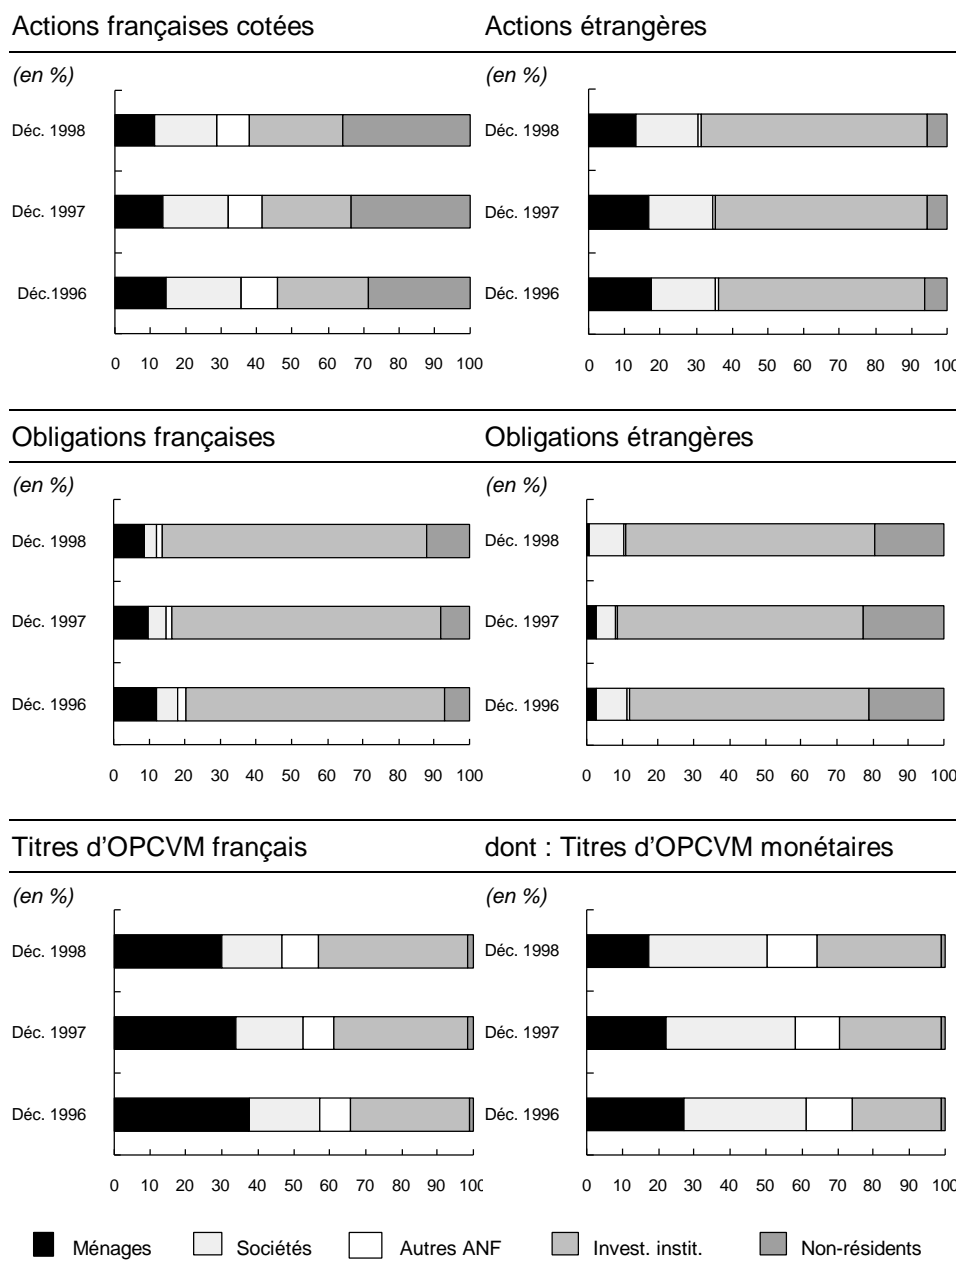 Actions françaises cotées
Actions étrangères
(en %)
(en %)
Déc. 1998
Déc. 1997
Déc.1996
0 10 20 30 40 50 60 70 80 90 100
Déc. 1998
Déc. 1997
Déc. 1996
0 10 20 30 40 50 60 70 80 90 100
Obligations françaises
Obligations étrangères
(en %)
(en %)
Déc. 1998
Déc. 1997
Déc. 1996
0 10 20 30 40 50 60 70 80 90 100
Déc. 1998
Déc. 1997
Déc. 1996
0 10 20 30 40 50 60 70 80 90 100
Titres d’OPCVM français
dont : Titres d’OPCVM monétaires
(en %)
(en %)
Déc. 1998
Déc. 1997
Déc. 1996
0 10 20 30 40 50 60 70 80 90 100
Déc. 1998
Déc. 1997
Déc. 1996
0 10 20 30 40 50 60 70 80 90 100
Ménages Sociétés Autres ANF Invest. instit. Non-résidents